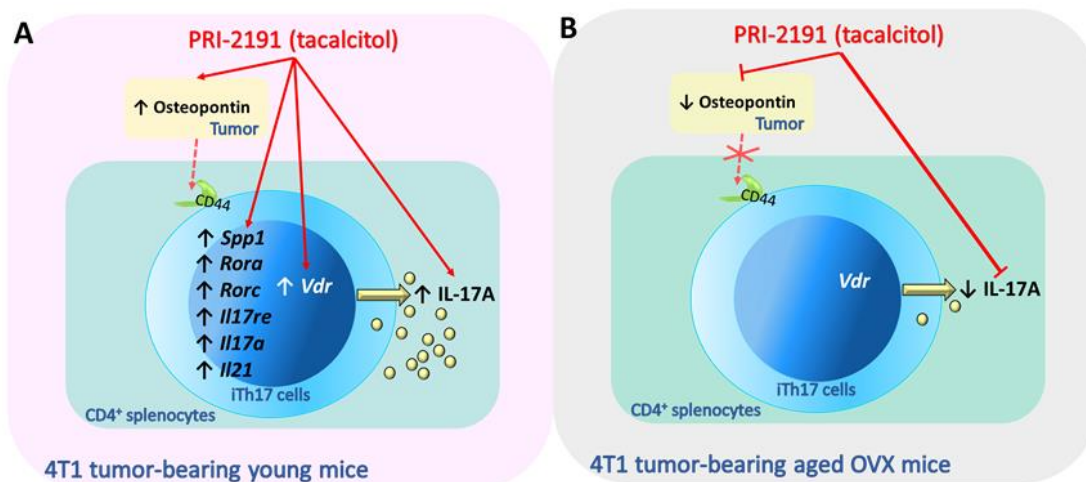 A
PRI-2191 (tacalcitol)
↑ Osteopontin
Tumor
CD44
↑ Spp1
↑ Rora
↑ Rorc
↑ Il17re
↑ Il17a
↑ Il21
↑ Vdr
↑ IL-17A
iTh17 cells
CD4⁺ splenocytes
4T1 tumor-bearing young mice
B
PRI-2191 (tacalcitol)
↓ Osteopontin
Tumor
CD44
Vdr
↓ IL-17A
iTh17 cells
CD4⁺ splenocytes
4T1 tumor-bearing aged OVX mice